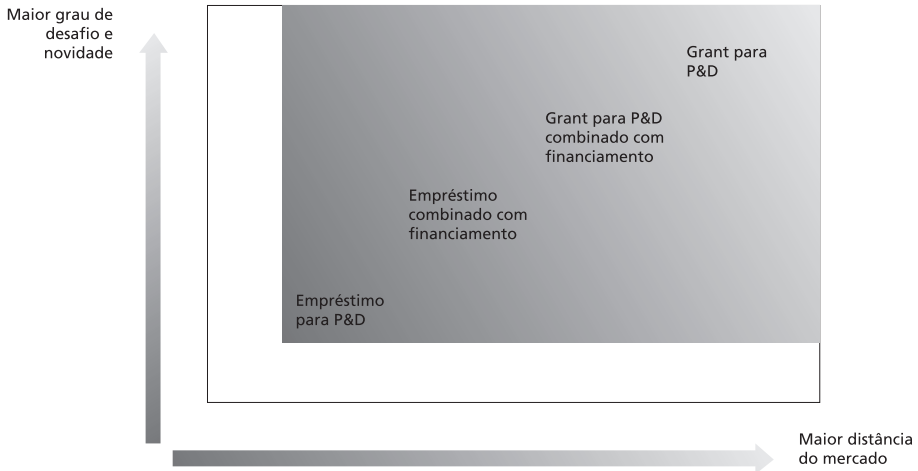 Maior grau de
desafio e
novidade
Grant para
P&D
Grant para P&D
combinado com
financiamento
Empréstimo
combinado com
financiamento
Empréstimo
para P&D
Maior distância
do mercado